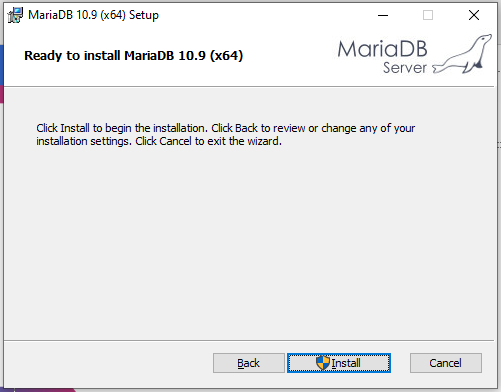 MariaDB 10.9 (x64) Setup
Ready to install MariaDB 10.9 (x64)
MariaDB
Server
Click Install to begin the installation. Click Back to review or change any of your
installation settings. Click Cancel to exit the wizard.
Back
Install
Cancel